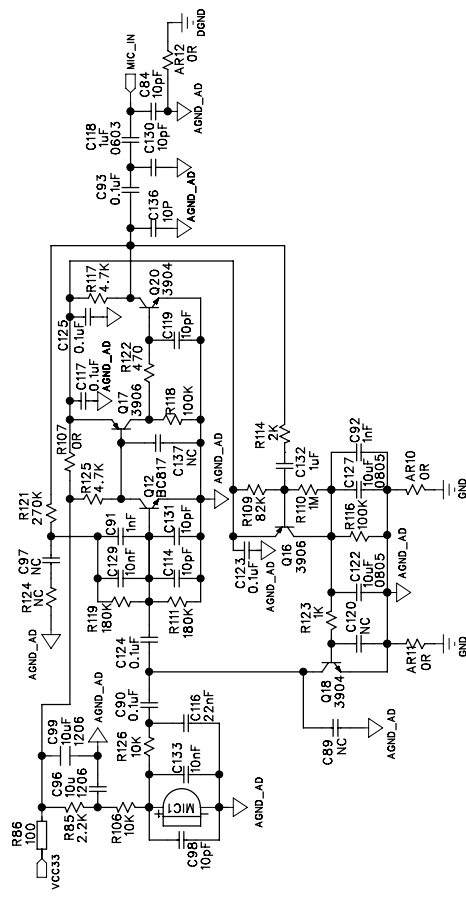 VCC33
R86
100
R85
2.2K
R106
10K
C99
10uF
1206
C96
10u
1206
AGND_AD
MIC1
+
C98
10pF
C133
10nF
R126
10K
C116
22nF
AGND_AD
C90
0.1uF
C124
0.1uF
AGND_AD
R124
NC
C97
NC
R121
270K
R119
180K
R111
180K
C129
10nF
C91
1nF
C114
10pF
C131
10pF
R125
4.7K
R107
0R
Q12
BC817
C137
NC
AGND_AD
Q17
3906
C117
0.1uF
AGND_AD
R118
100K
R122
470
C125
0.1uF
AGND_AD
R117
4.7K
C119
10pF
Q20
3904
C136
10P
AGND_AD
C93
0.1uF
C130
10pF
AGND_AD
C118
1uF
0603
C84
10pF
MIC_IN
AGND_AD
AR12
0R
DGND
C89
NC
AGND_AD
Q18
3904
R123
1K
C120
NC
AR11
0R
GND
C122
10uF
0805
AGND_AD
R116
100K
C127
10uF
0805
C92
1nF
AR10
0R
GND
C123
0.1uF
AGND_AD
Q16
3906
R109
82K
R110
1M
C132
1uF
R114
2K